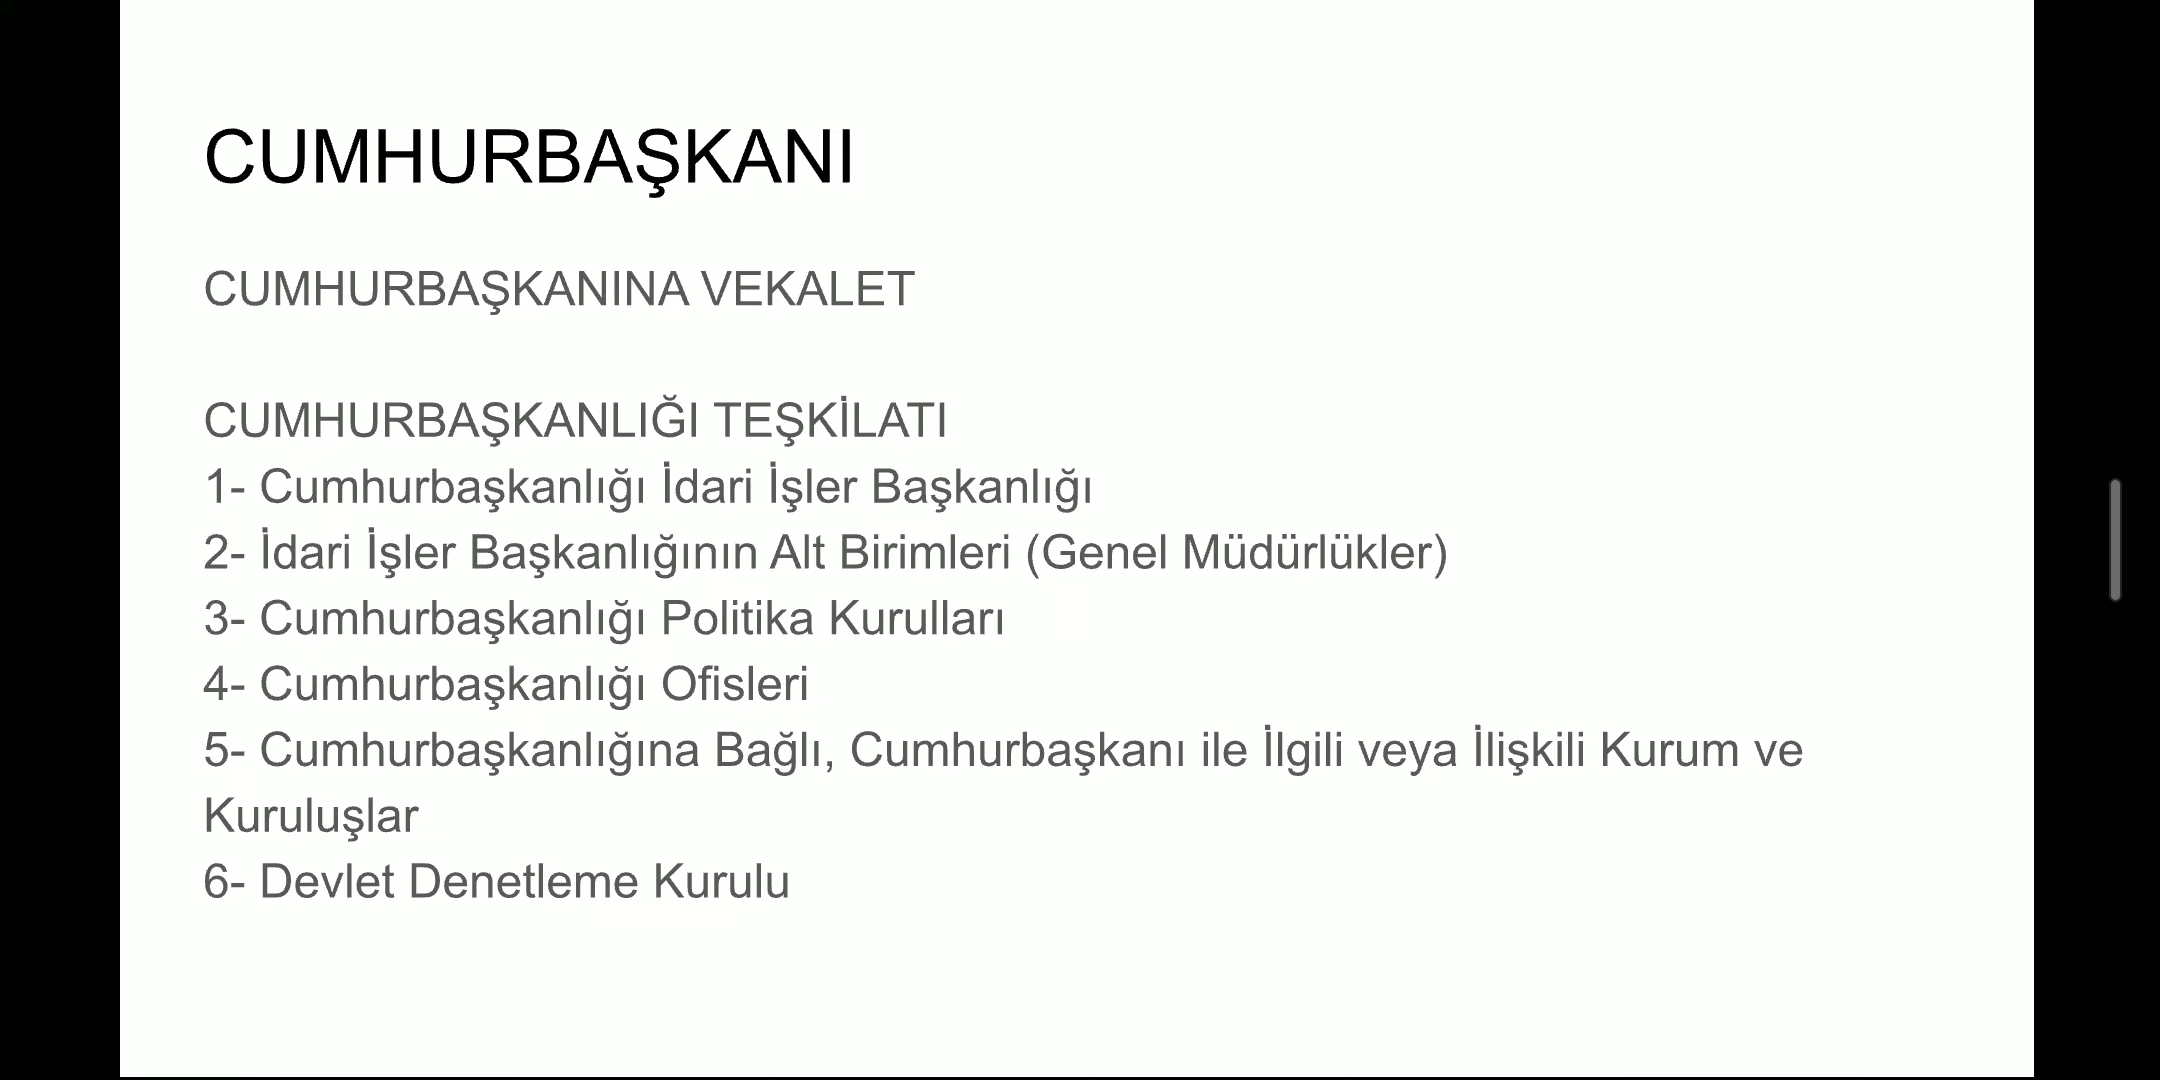 CUMHURBAŞKANI
CUMHURBAŞKANINA VEKALET
CUMHURBAŞKANLIĞI TEŞKİLATI
1- Cumhurbaşkanlığı İdari İşler Başkanlığı
2- İdari İşler Başkanlığının Alt Birimleri (Genel Müdürlükler)
3- Cumhurbaşkanlığı Politika Kurulları
4- Cumhurbaşkanlığı Ofisleri
5- Cumhurbaşkanlığına Bağlı, Cumhurbaşkanı ile İlgili veya İlişkili Kurum ve
Kuruluşlar
6- Devlet Denetleme Kurulu